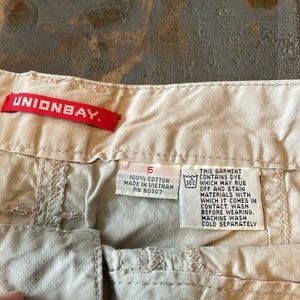 UNIONBAY.
5
100% COTTON
MADE IN VIETNAM
RN 60307
THIS GARMENT
CONTAINS DYE.
WHICH MAY RUB
OFF AND STAIN
MATERIALS WITH
WHICH IT COMES IN
CONTACT. WASH
BEFORE WEARING.
MACHINE WASH
COLD SEPARATELY